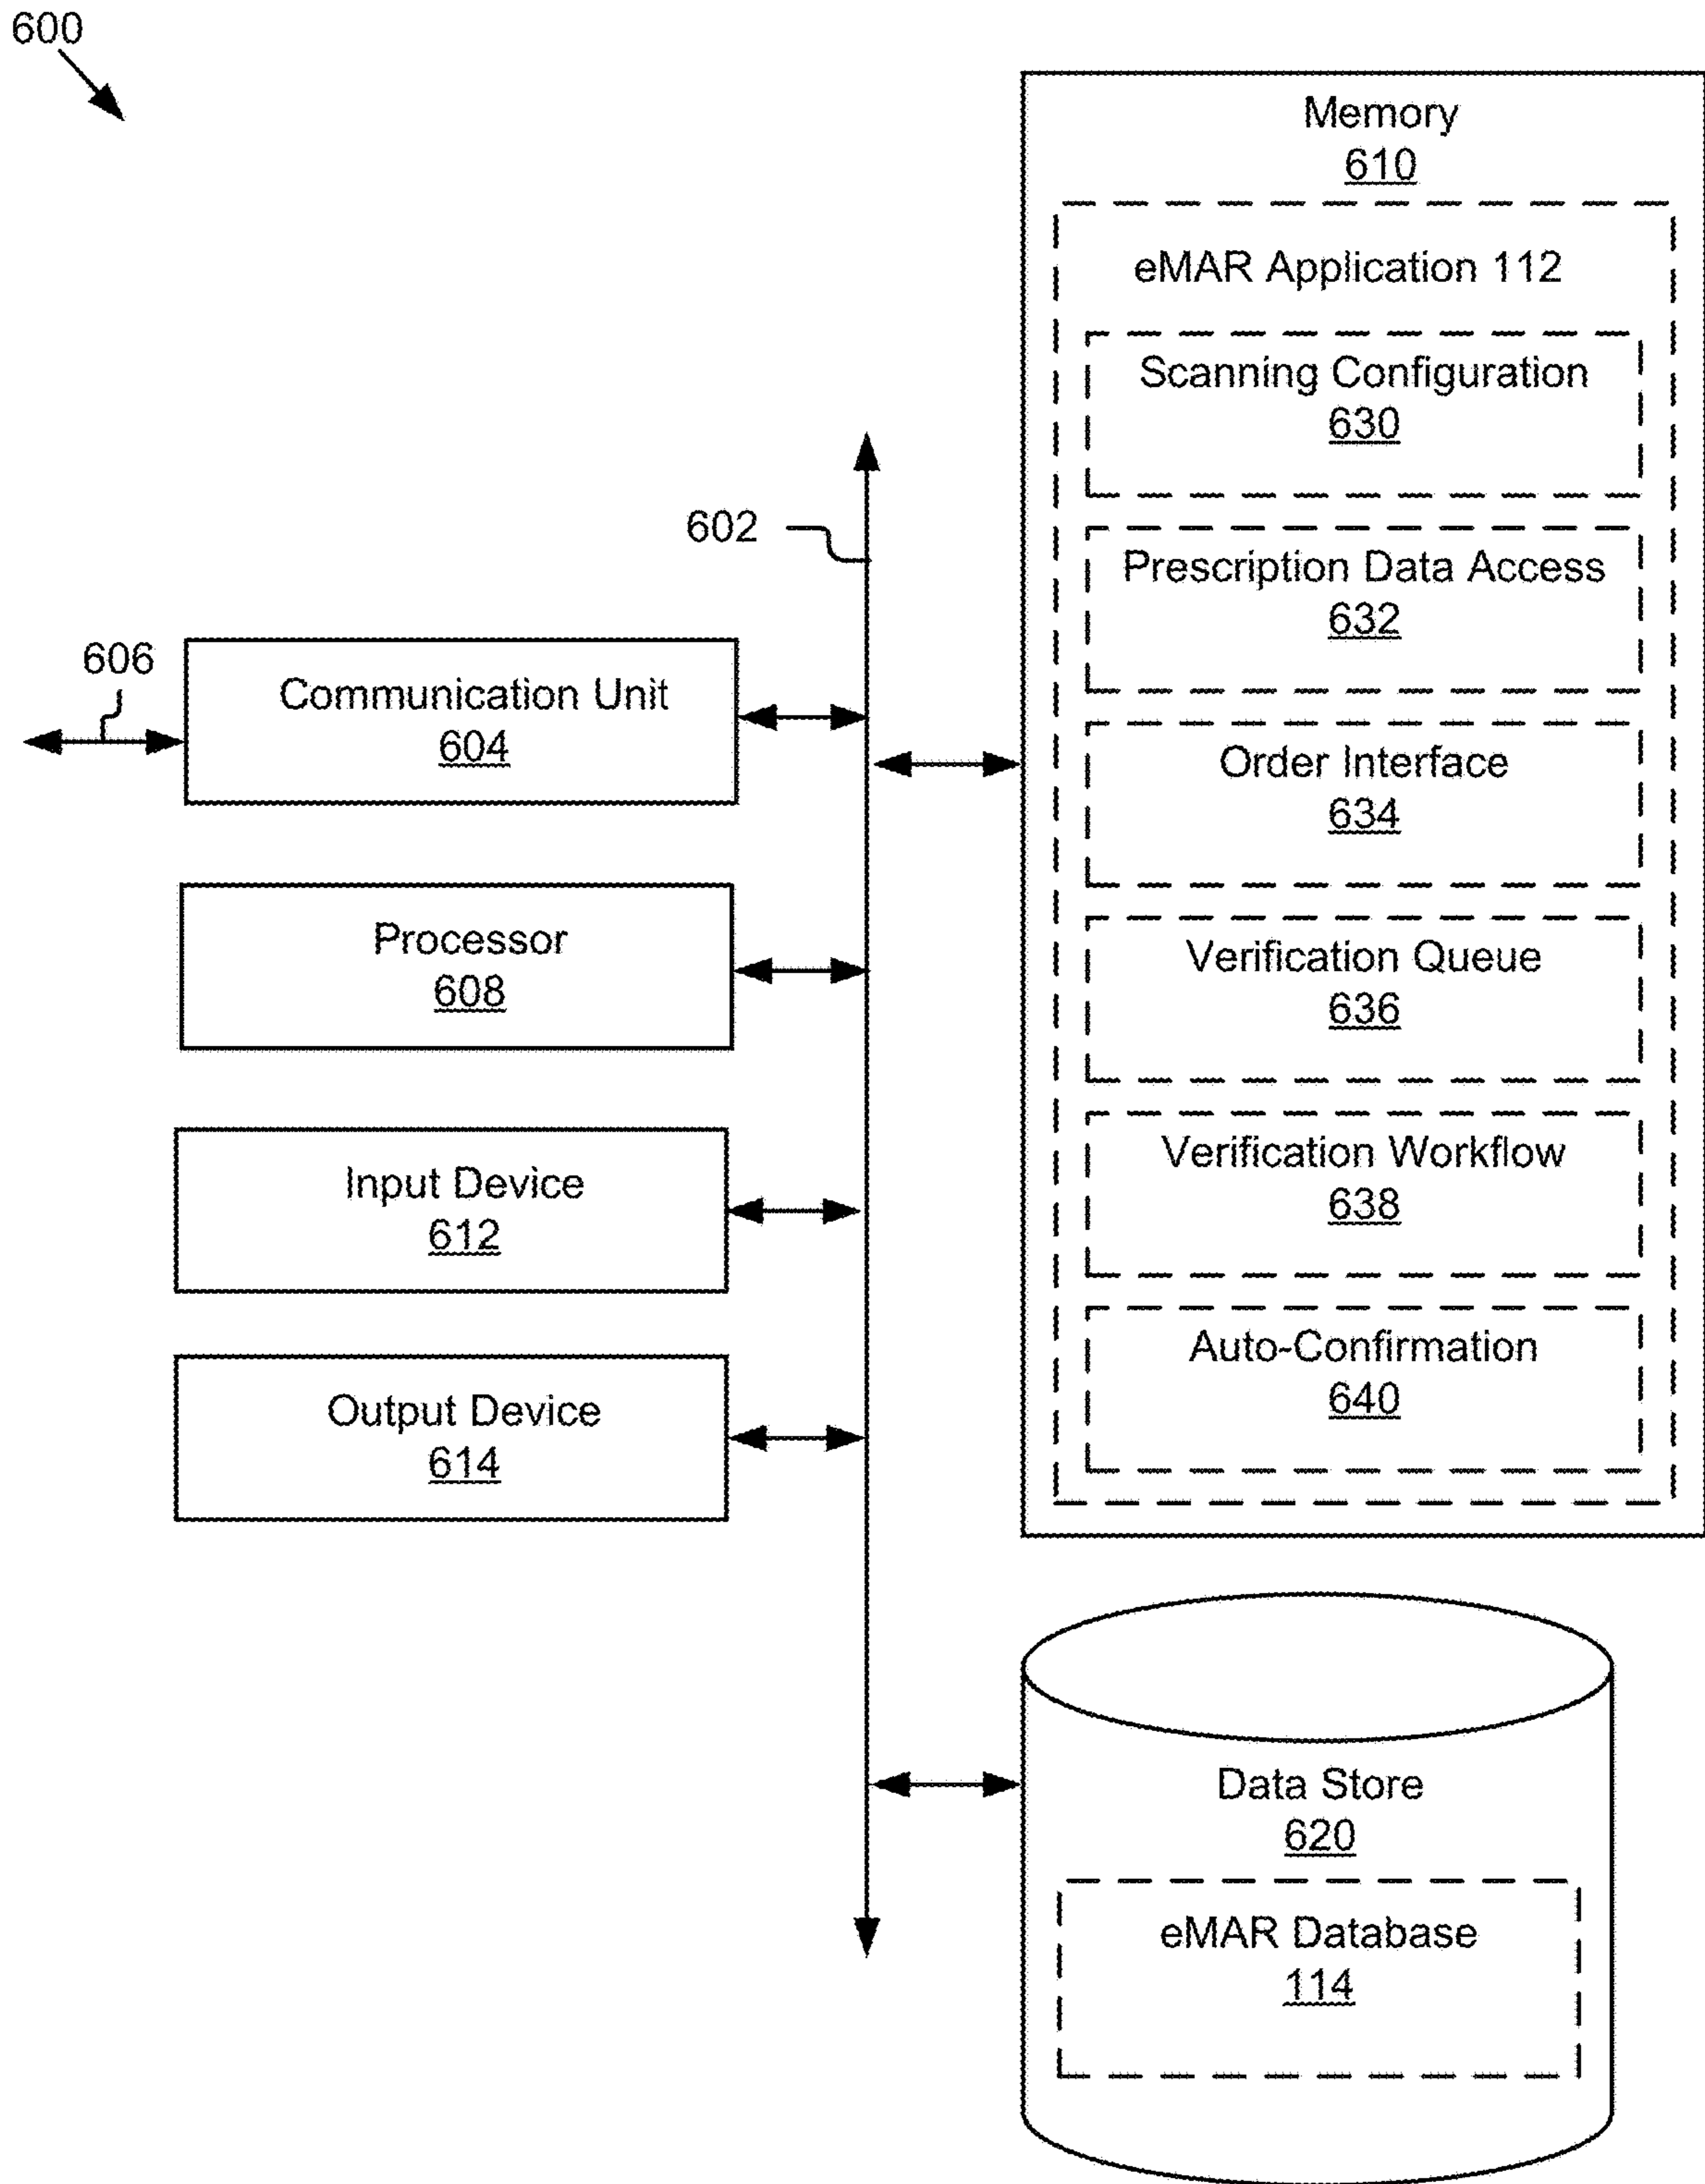 600
Memory
610
eMAR Application 112
Scanning Configuration
630
Prescription Data Access
632
Order Interface
634
Verification Queue
636
Verification Workflow
638
Auto-Confirmation
640
602
606
Communication Unit
604
Processor
608
Input Device
612
Output Device
614
Data Store
620
eMAR Database
114